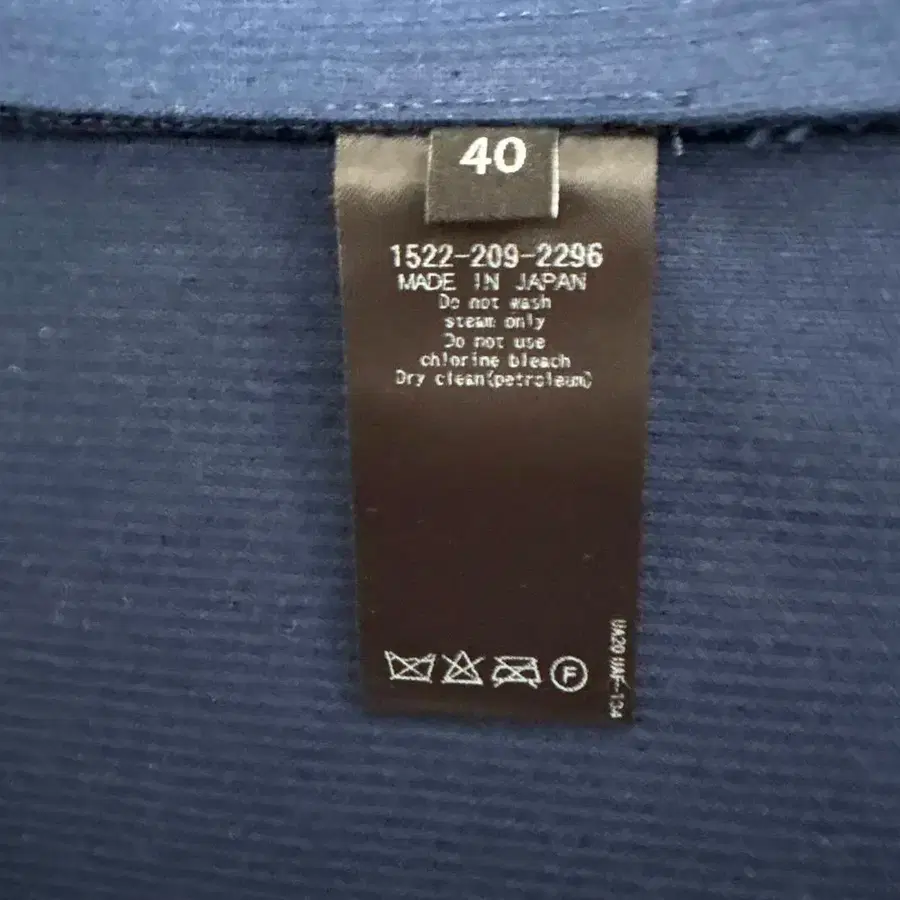 40
1522-209-2296
MADE IN JAPAN
Do not wash
steam only
Do not use
chlorine bleach
Dry clean(petroleum)
F